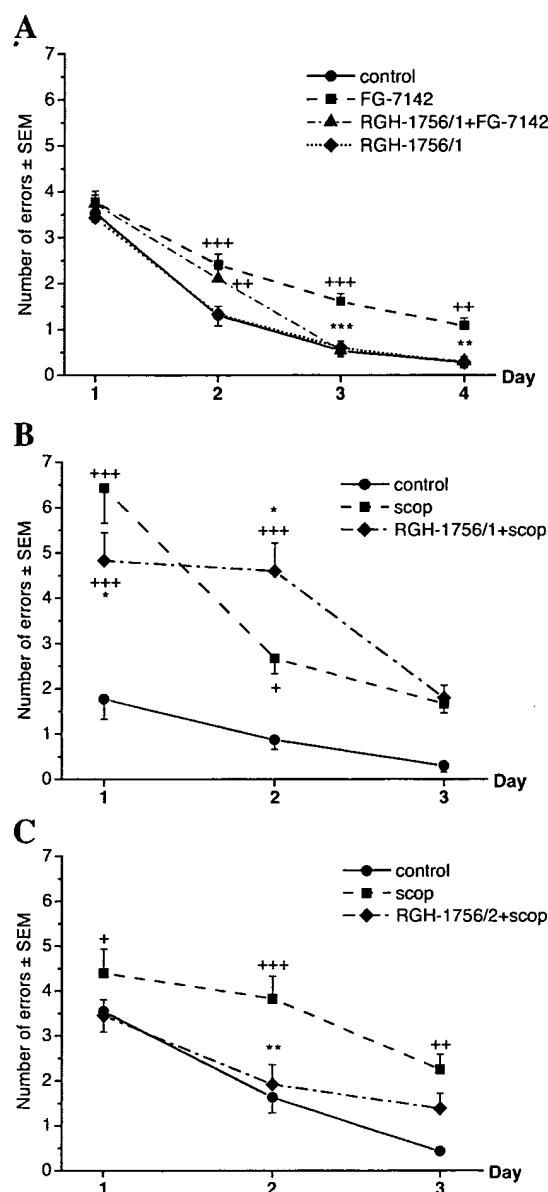 A
Number of errors ± SEM
7
6
5
4
3
2
1
0
control
FG-7142
RGH-1756/1+FG-7142
RGH-1756/1
+++
++
+++
***
++
**
1 2 3 4 Day
B
Number of errors ± SEM
7
6
5
4
3
2
1
0
control
scop
RGH-1756/1+scop
+++
+++
*
*
+++
+
1 2 3 Day
C
Number of errors ± SEM
7
6
5
4
3
2
1
0
control
scop
RGH-1756/2+scop
+
+++
**
++
1 2 3 Day